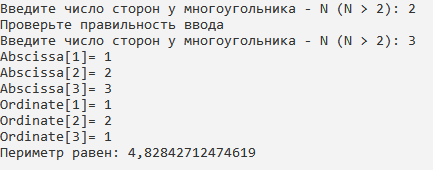 Введите число сторон у многоугольника - N (N > 2): 2
Проверьте правильность ввода
Введите число сторон у многоугольника - N (N > 2): 3
Abscissa[1]= 1
Abscissa[2]= 2
Abscissa[3]= 3
Ordinate[1]= 1
Ordinate[2]= 2
Ordinate[3]= 1
Периметр равен: 4,82842712474619